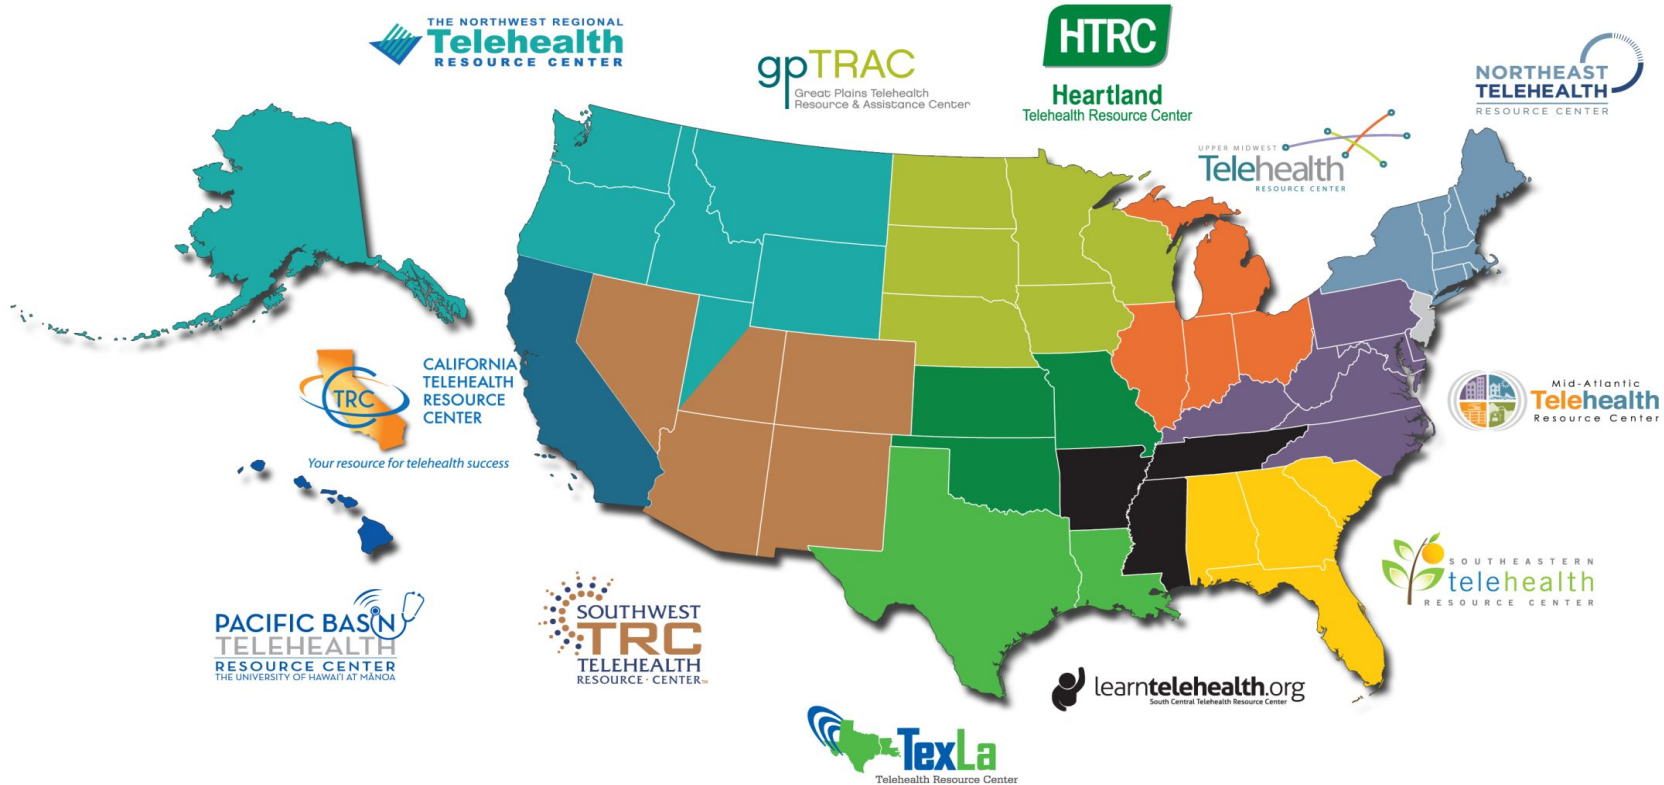 THE NORTHWEST REGIONAL
Telehealth
RESOURCE CENTER
gpTRAC
Great Plains Telehealth
Resource & Assistance Center
HTRC
Heartland
Telehealth Resource Center
NORTHEAST
TELEHEALTH
RESOURCE CENTER
UPPER MIDWEST
Telehealth
RESOURCE CENTER
TRC
CALIFORNIA
TELEHEALTH
RESOURCE
CENTER
Your resource for telehealth success
Mid-Atlantic
Telehealth
Resource Center
SOUTHEASTERN
telehealth
RESOURCE CENTER
PACIFIC BASIN
TELEHEALTH
RESOURCE CENTER
THE UNIVERSITY OF HAWAI'I AT MĀNOA
SOUTHWEST
TRC
TELEHEALTH
RESOURCE · CENTER™
learntelehealth.org
South Central Telehealth Resource Center
TexLa
Telehealth Resource Center